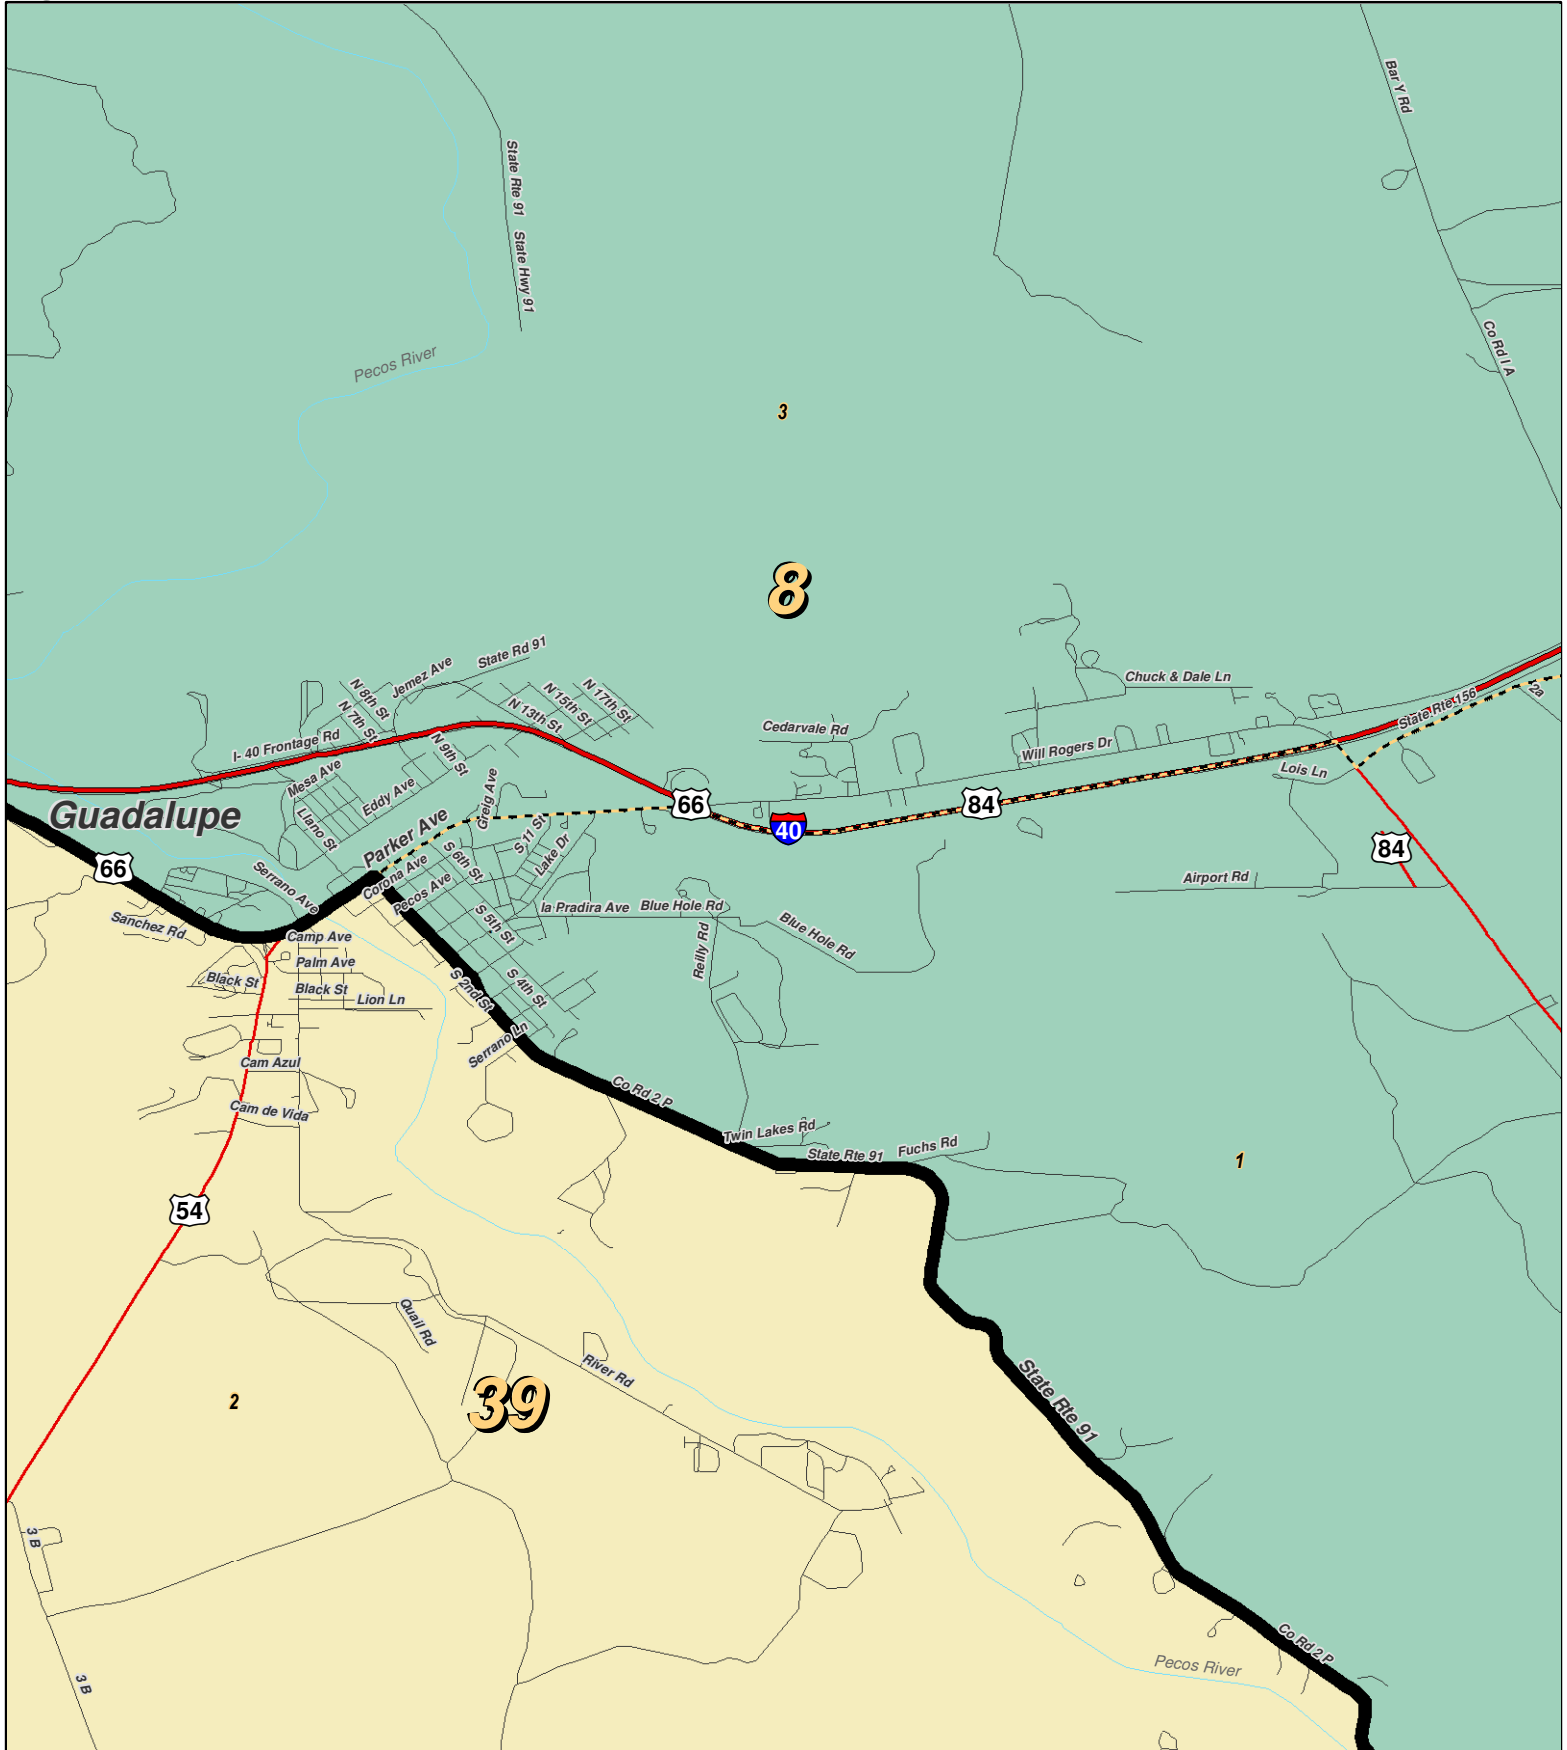 Bar Y Rd
State Rte 91
State Hwy 91
Co Rd I A
Pecos River
3
8
State Rd 91
Jemez Ave
N 8th St
N 7th St
N 17th St
N 15th St
N 13th St
Chuck & Dale Ln
2a
State Rte 156
Cedarvale Rd
I- 40 Frontage Rd
N 9th St
Will Rogers Dr
Mesa Ave
Lois Ln
Eddy Ave
Greig Ave
66
84
Guadalupe
Llano St
40
Parker Ave
S 11 St
84
Lake Dr
S 6th St
66
Corona Ave
Airport Rd
Serrano Ave
Pecos Ave
la Pradira Ave
Blue Hole Rd
Sanchez Rd
S 5th St
Blue Hole Rd
Camp Ave
Reilly Rd
Palm Ave
Black St
Black St
Lion Ln
S 2nd St
S 4th St
Serrano Ln
Cam Azul
Co Rd 2 P
Cam de Vida
Twin Lakes Rd
State Rte 91
Fuchs Rd
1
54
Quail Rd
River Rd
State Rte 91
2
39
3 B
Co Rd 2 P
Pecos River
3 B